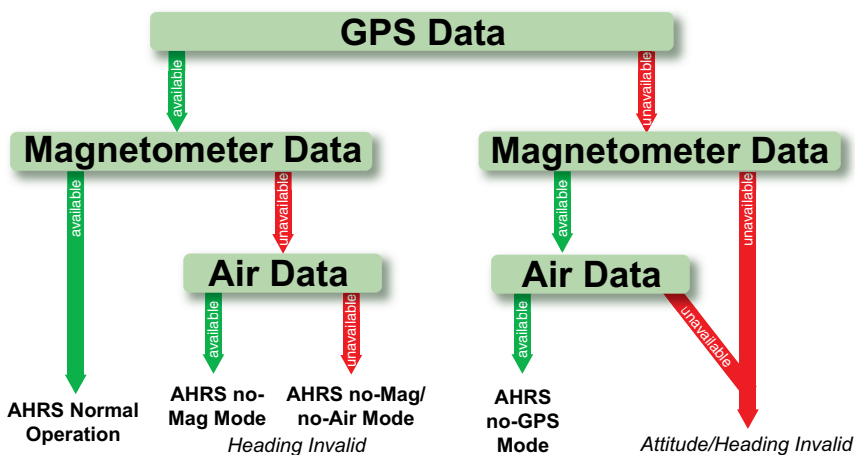 GPS Data
available
unavailable
Magnetometer Data
Magnetometer Data
available
unavailable
available
unavailable
Air Data
Air Data
available
unavailable
available
unavailable
AHRS Normal
Operation
AHRS no-
Mag Mode
AHRS no-Mag/
no-Air Mode
Heading Invalid
AHRS
no-GPS
Mode
Attitude/Heading Invalid